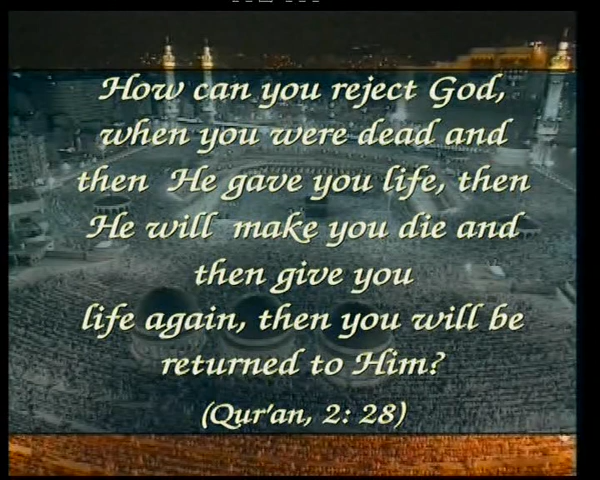 How can you reject God,
when you were dead and
then He gave you life, then
He will make you die and
then give you
life again, then you will be
returned to Him?
(Qur'an, 2: 28)